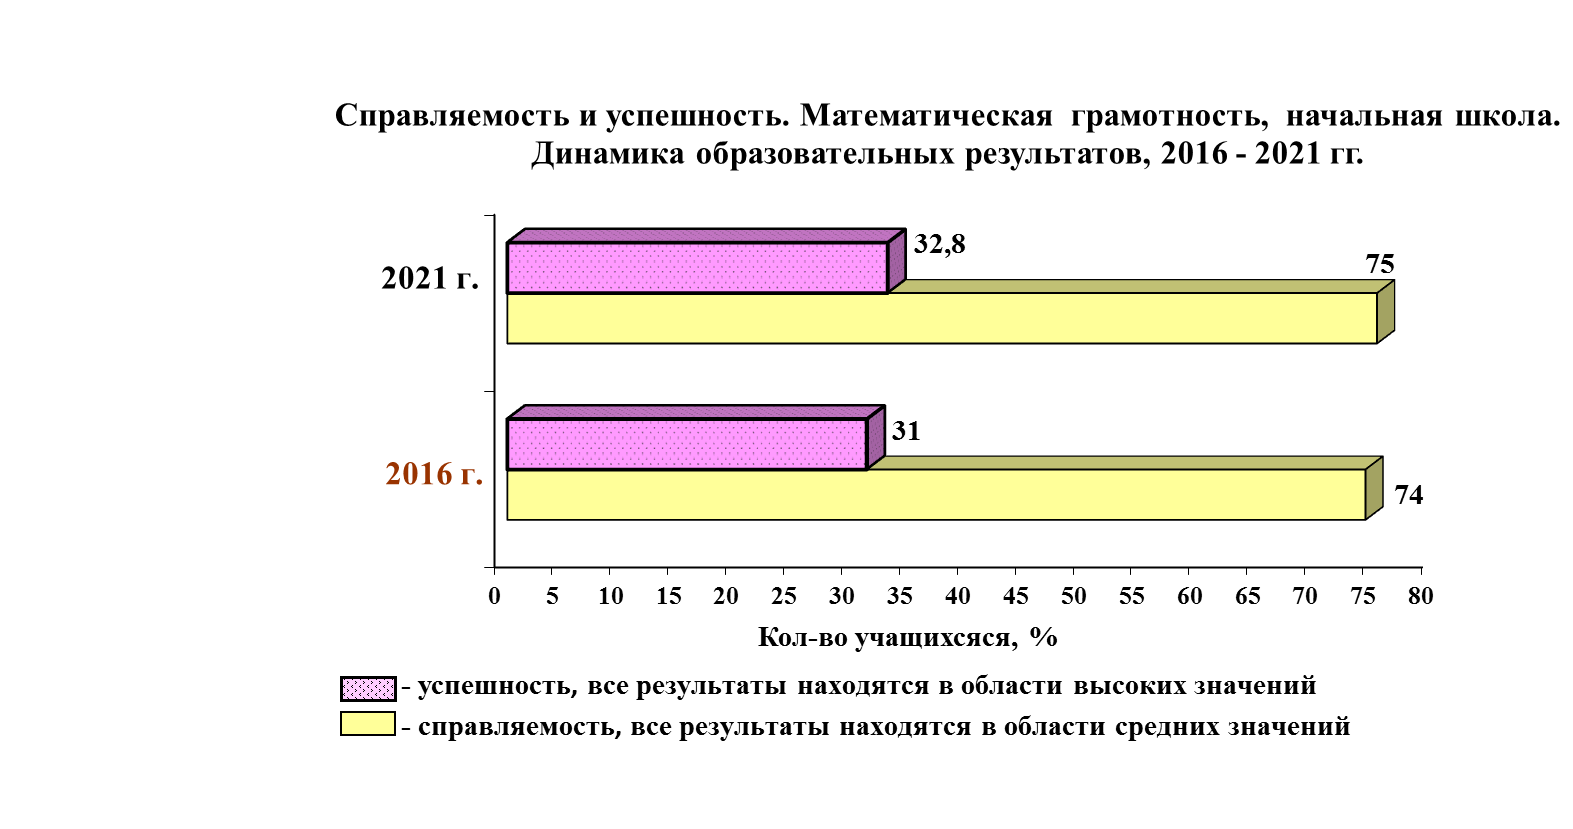 Справляемость и успешность. Математическая грамотность, начальная школа.
Динамика образовательных результатов, 2016 - 2021 гг.
2021 г.
32,8
75
2016 г.
31
74
0 5 10 15 20 25 30 35 40 45 50 55 60 65 70 75 80
Кол-во учащихсяся, %
- успешность, все результаты находятся в области высоких значений
- справляемость, все результаты находятся в области средних значений